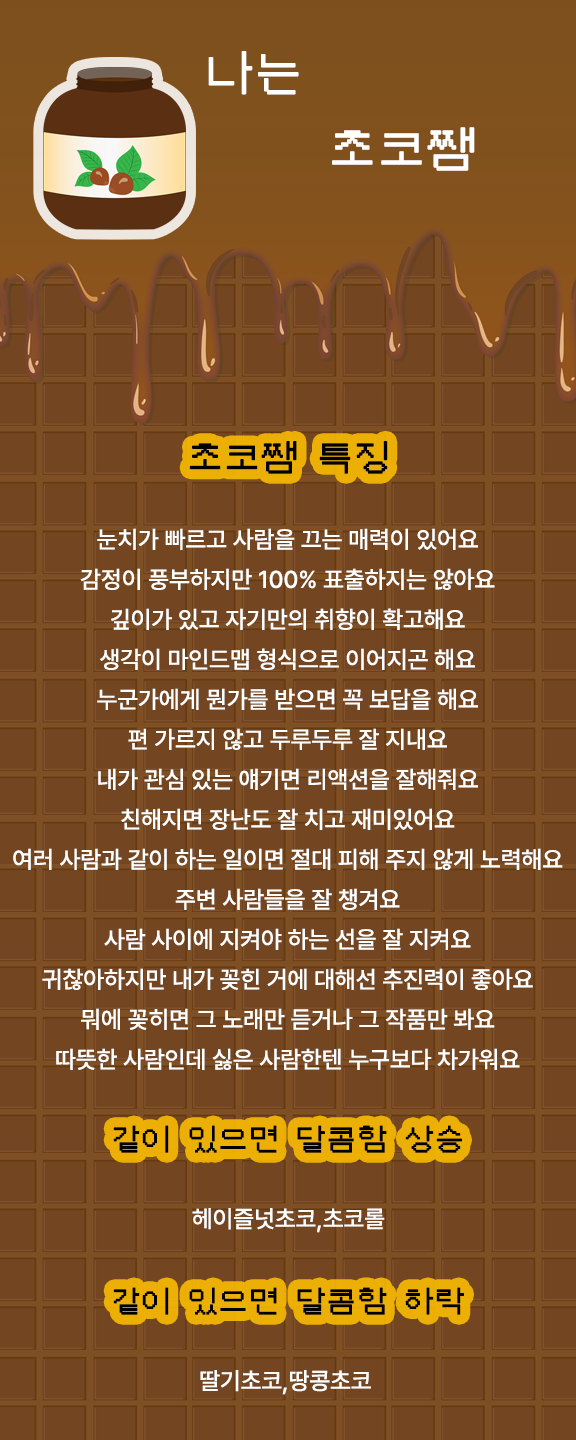 나는
초코쨈
초코쨈 특징
눈치가 빠르고 사람을 끄는 매력이 있어요
감정이 풍부하지만 100% 표출하지는 않아요
깊이가 있고 자기만의 취향이 확고해요
생각이 마인드맵 형식으로 이어지곤 해요
누군가에게 뭔가를 받으면 꼭 보답을 해요
편 가르지 않고 두루두루 잘 지내요
내가 관심 있는 얘기면 리액션을 잘해줘요
친해지면 장난도 잘 치고 재미있어요
여러 사람과 같이 하는 일이면 절대 피해 주지 않게 노력해요
주변 사람들을 잘 챙겨요
사람 사이에 지켜야 하는 선을 잘 지켜요
귀찮아하지만 내가 꽂힌 거에 대해선 추진력이 좋아요
뭐에 꽂히면 그 노래만 듣거나 그 작품만 봐요
따뜻한 사람인데 싫은 사람한텐 누구보다 차가워요
같이 있으면 달콤함 상승
헤이즐넛초코,초코롤
같이 있으면 달콤함 하락
딸기초코,땅콩초코